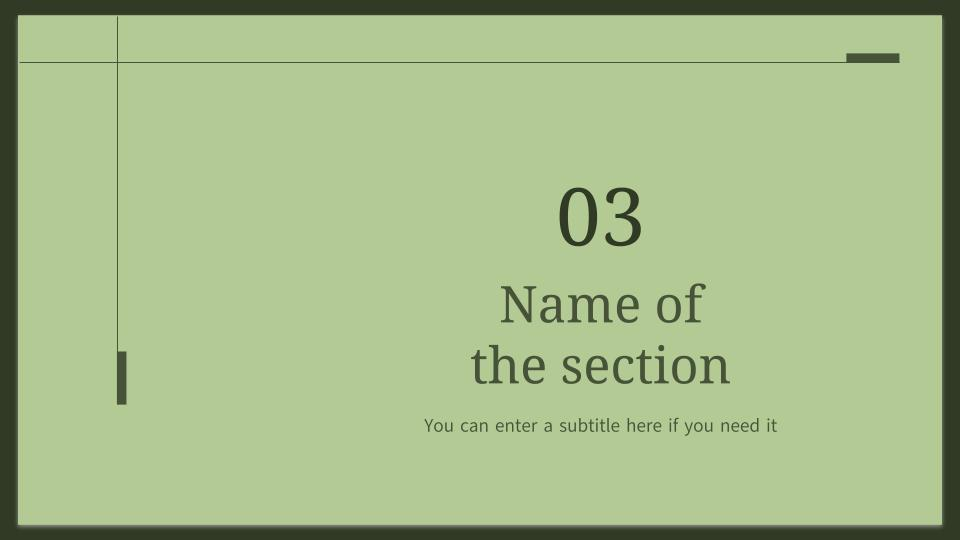 03
Name of
the section
You can enter a subtitle here if you need it